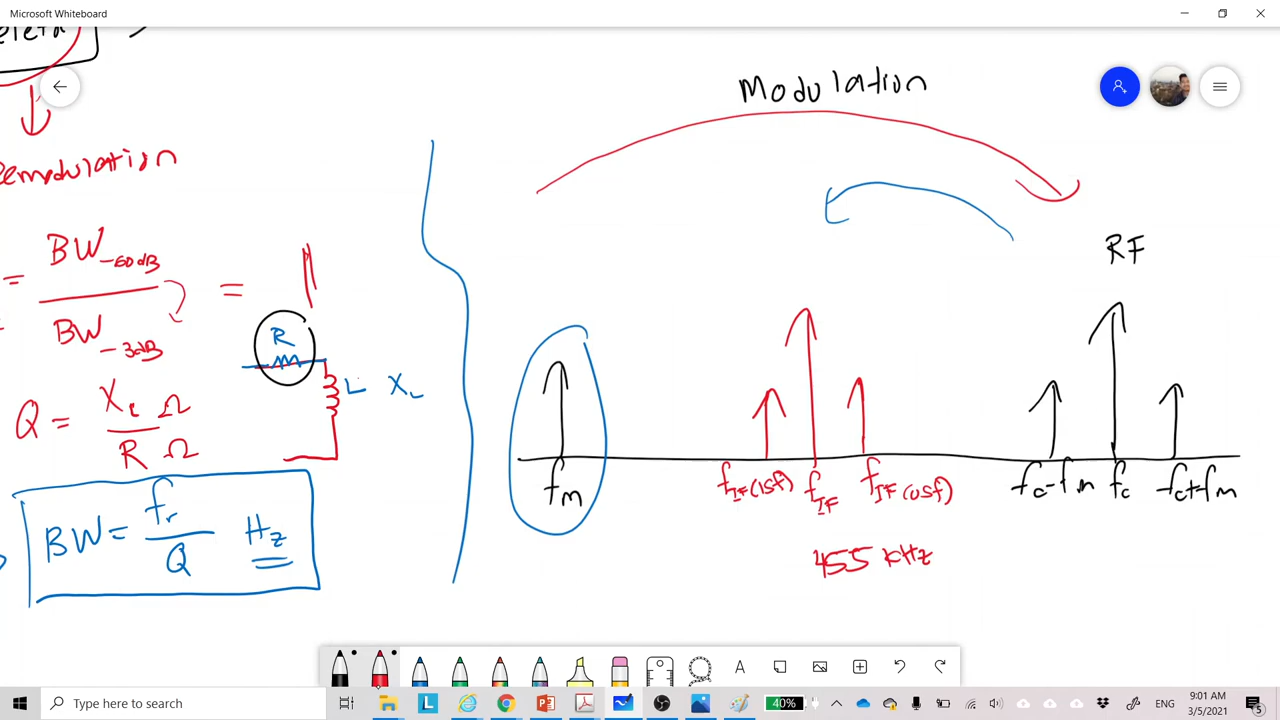 Microsoft Whiteboard
Modulation
Demodulation
= BW-60dB
BW-3dB
=
RF
R
L XL
Q = XL Ω
R Ω
BW = fr
Q
Hz
fm
fIF(LSF) fIF fIF(USF)
fc-fm fc fc+fm
455 kHz
A
Type here to search
L
40%
ENG
9:01 AM
3/5/2021
5